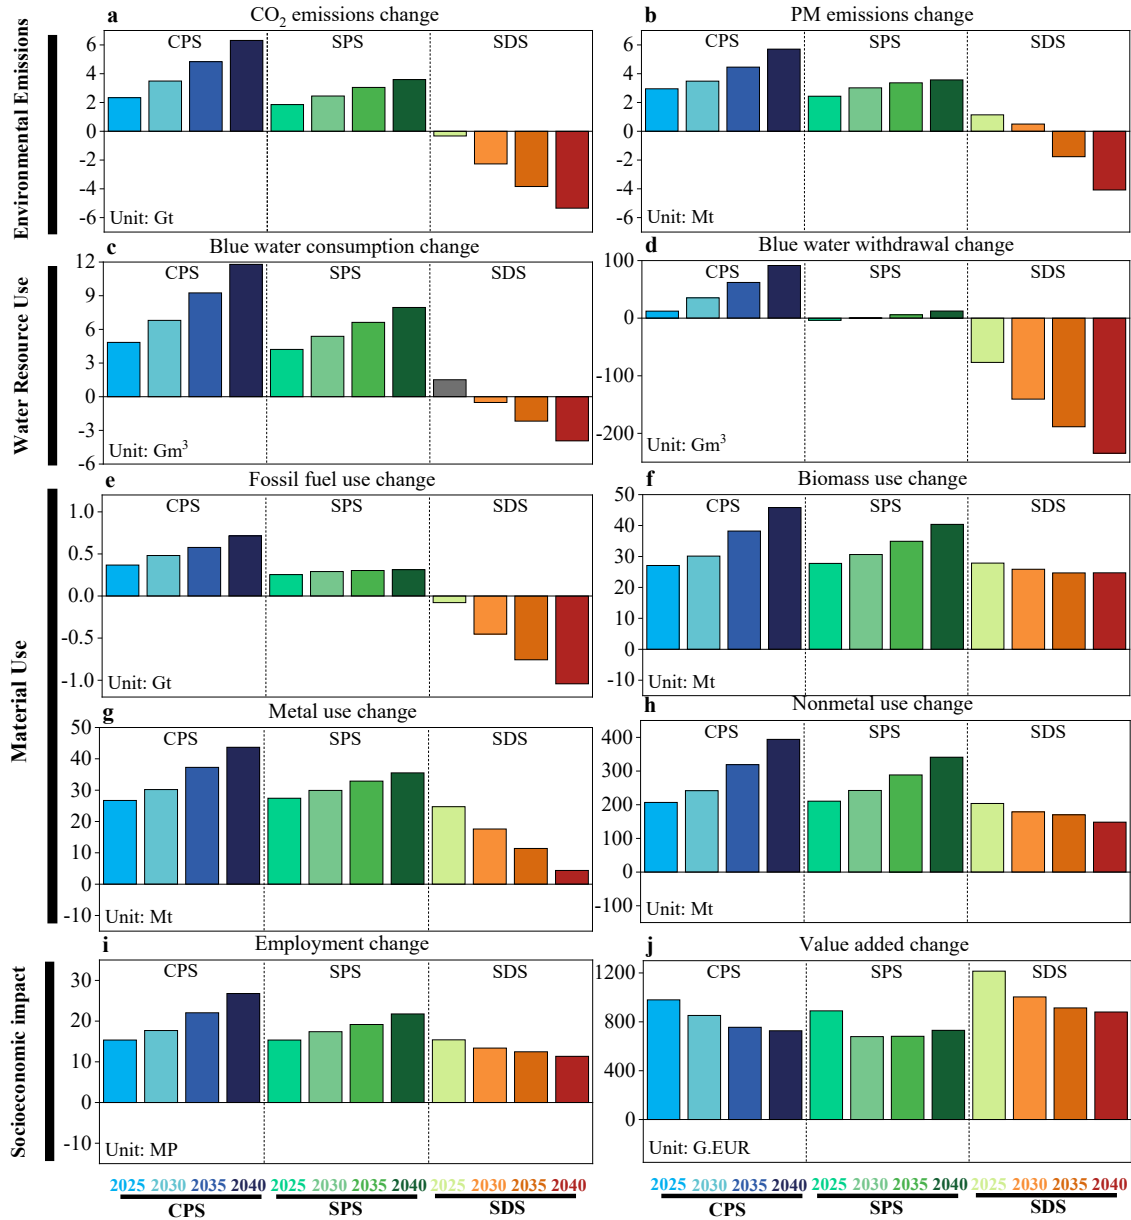 a CO₂ emissions change
b PM emissions change
Environmental Emissions
6
4
2
0
-2
-4
-6
CPS SPS SDS
Unit: Gt
6
4
2
0
-2
-4
-6
CPS SPS SDS
Unit: Mt
c Blue water consumption change
d Blue water withdrawal change
Water Resource Use
12
9
6
3
0
-3
-6
CPS SPS SDS
Unit: Gm³
100
0
-100
-200
CPS SPS SDS
Unit: Gm³
e Fossil fuel use change
f Biomass use change
Material Use
1.0
0.5
0.0
-0.5
-1.0
CPS SPS SDS
Unit: Gt
50
40
30
20
10
0
-10
CPS SPS SDS
Unit: Mt
g Metal use change
h Nonmetal use change
50
40
30
20
10
0
-10
CPS SPS SDS
Unit: Mt
400
300
200
100
0
-100
CPS SPS SDS
Unit: Mt
i Employment change
j Value added change
Socioeconomic impact
30
20
10
0
-10
CPS SPS SDS
Unit: MP
1200
800
400
0
CPS SPS SDS
Unit: G.EUR
2025 2030 2035 2040 2025 2030 2035 2040 2025 2030 2035 2040
CPS SPS SDS
2025 2030 2035 2040 2025 2030 2035 2040 2025 2030 2035 2040
CPS SPS SDS